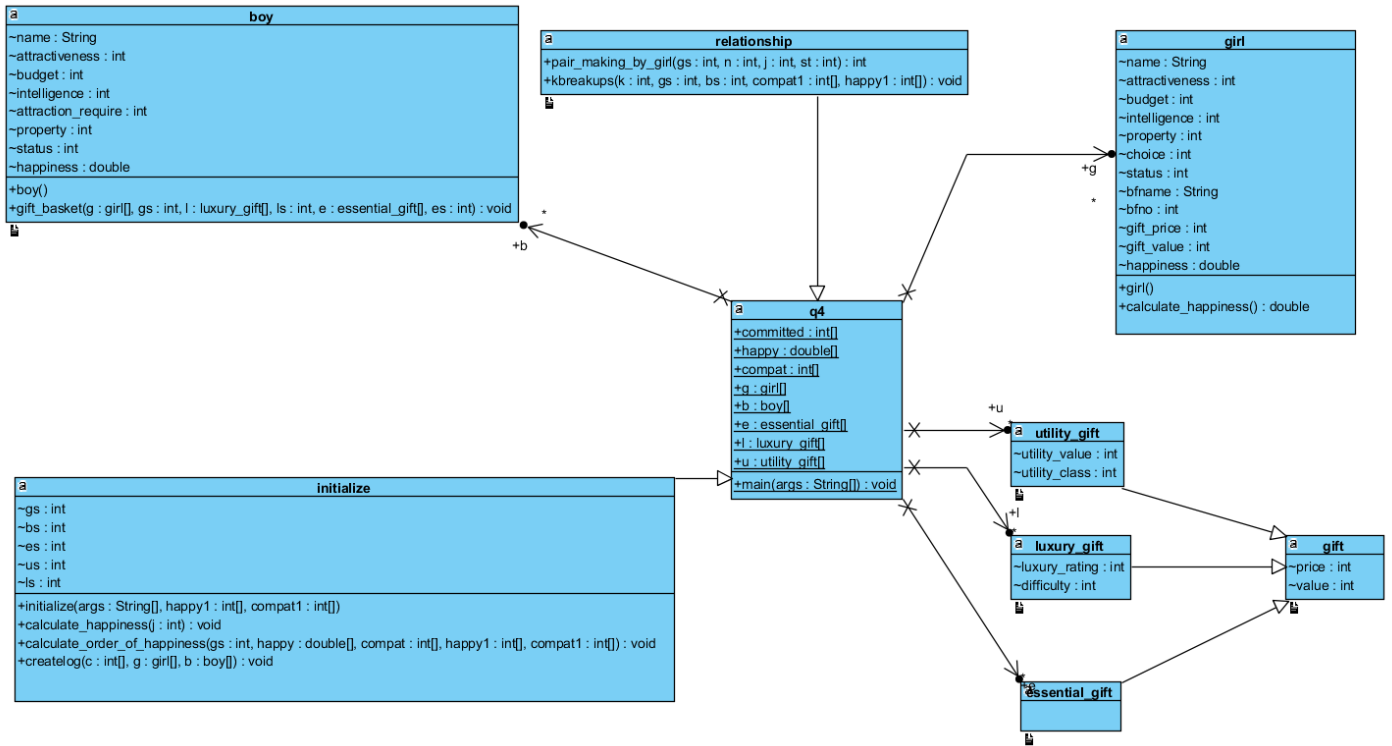 a
boy
~name : String
~attractiveness : int
~budget : int
~intelligence : int
~attraction_require : int
~property : int
~status : int
~happiness : double
+boy()
+gift_basket(g : girl[], gs : int, l : luxury_gift[], ls : int, e : essential_gift[], es : int) : void
*
+b
a
relationship
+pair_making_by_girl(gs : int, n : int, j : int, st : int) : int
+kbreakups(k : int, gs : int, bs : int, compat1 : int[], happy1 : int[]) : void
a
girl
~name : String
~attractiveness : int
~budget : int
~intelligence : int
~property : int
~choice : int
~status : int
~bfname : String
~bfno : int
~gift_price : int
~gift_value : int
~happiness : double
+girl()
+calculate_happiness() : double
+g
*
a
q4
+committed : int[]
+happy : double[]
+compat : int[]
+g : girl[]
+b : boy[]
+e : essential_gift[]
+l : luxury_gift[]
+u : utility_gift[]
+main(args : String[]) : void
a
initialize
~gs : int
~bs : int
~es : int
~us : int
~ls : int
+initialize(args : String[], happy1 : int[], compat1 : int[])
+calculate_happiness(j : int) : void
+calculate_order_of_happiness(gs : int, happy : double[], compat : int[], happy1 : int[], compat1 : int[]) : void
+createlog(c : int[], g : girl[], b : boy[]) : void
+u
a
utility_gift
~utility_value : int
~utility_class : int
+l
*
a
luxury_gift
~luxury_rating : int
~difficulty : int
a
gift
~price : int
~value : int
essential_gift